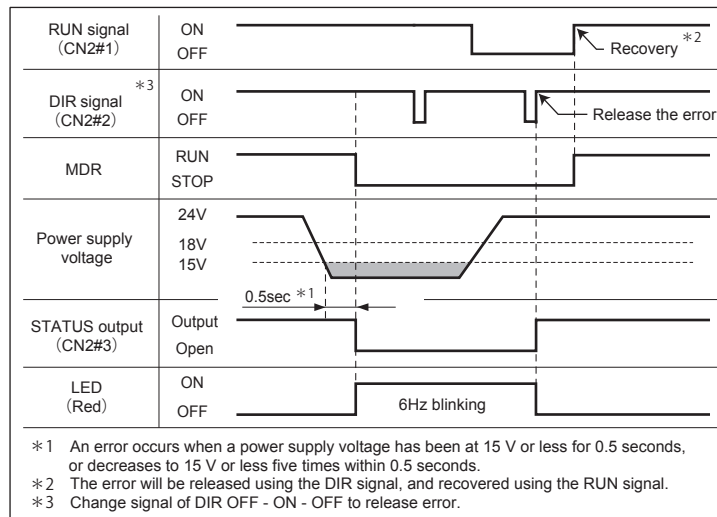 RUN signal
(CN2#1)
ON
OFF
Recovery
*2
DIR signal
*3
(CN2#2)
ON
OFF
Release the error
MDR
RUN
STOP
Power supply
voltage
24V
18V
15V
0.5sec *1
STATUS output
(CN2#3)
Output
Open
LED
(Red)
ON
OFF
6Hz blinking
*1 An error occurs when a power supply voltage has been at 15 V or less for 0.5 seconds,
or decreases to 15 V or less five times within 0.5 seconds.
*2 The error will be released using the DIR signal, and recovered using the RUN signal.
*3 Change signal of DIR OFF - ON - OFF to release error.